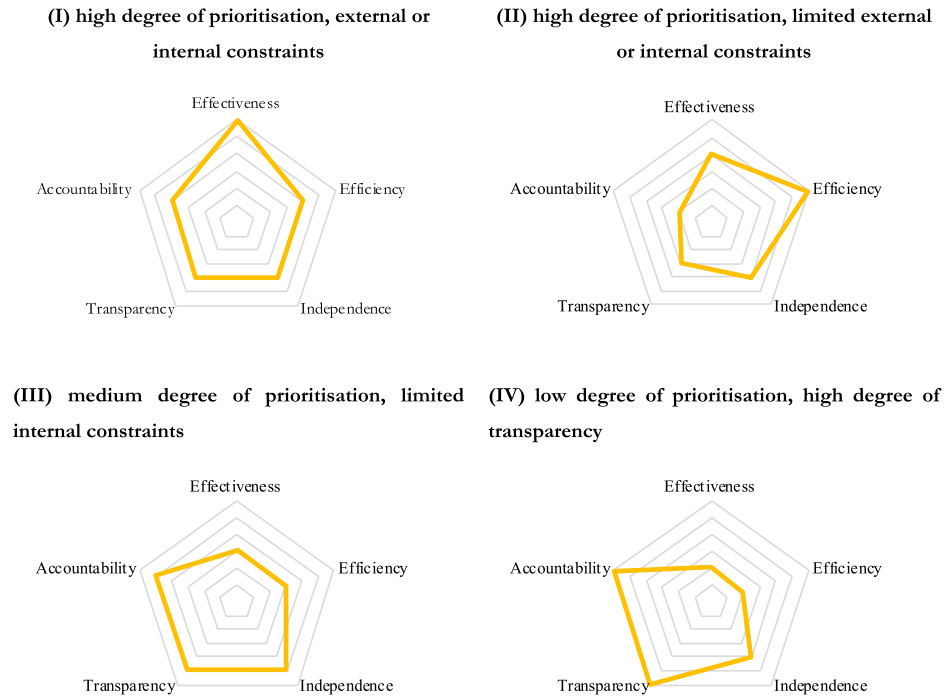 (I) high degree of prioritisation, external or
internal constraints
Effectiveness
Accountability
Efficiency
Transparency
Independence
(II) high degree of prioritisation, limited external
or internal constraints
Effectiveness
Accountability
Efficiency
Transparency
Independence
(III) medium degree of prioritisation, limited
internal constraints
Effectiveness
Accountability
Efficiency
Transparency
Independence
(IV) low degree of prioritisation, high degree of
transparency
Effectiveness
Accountability
Efficiency
Transparency
Independence